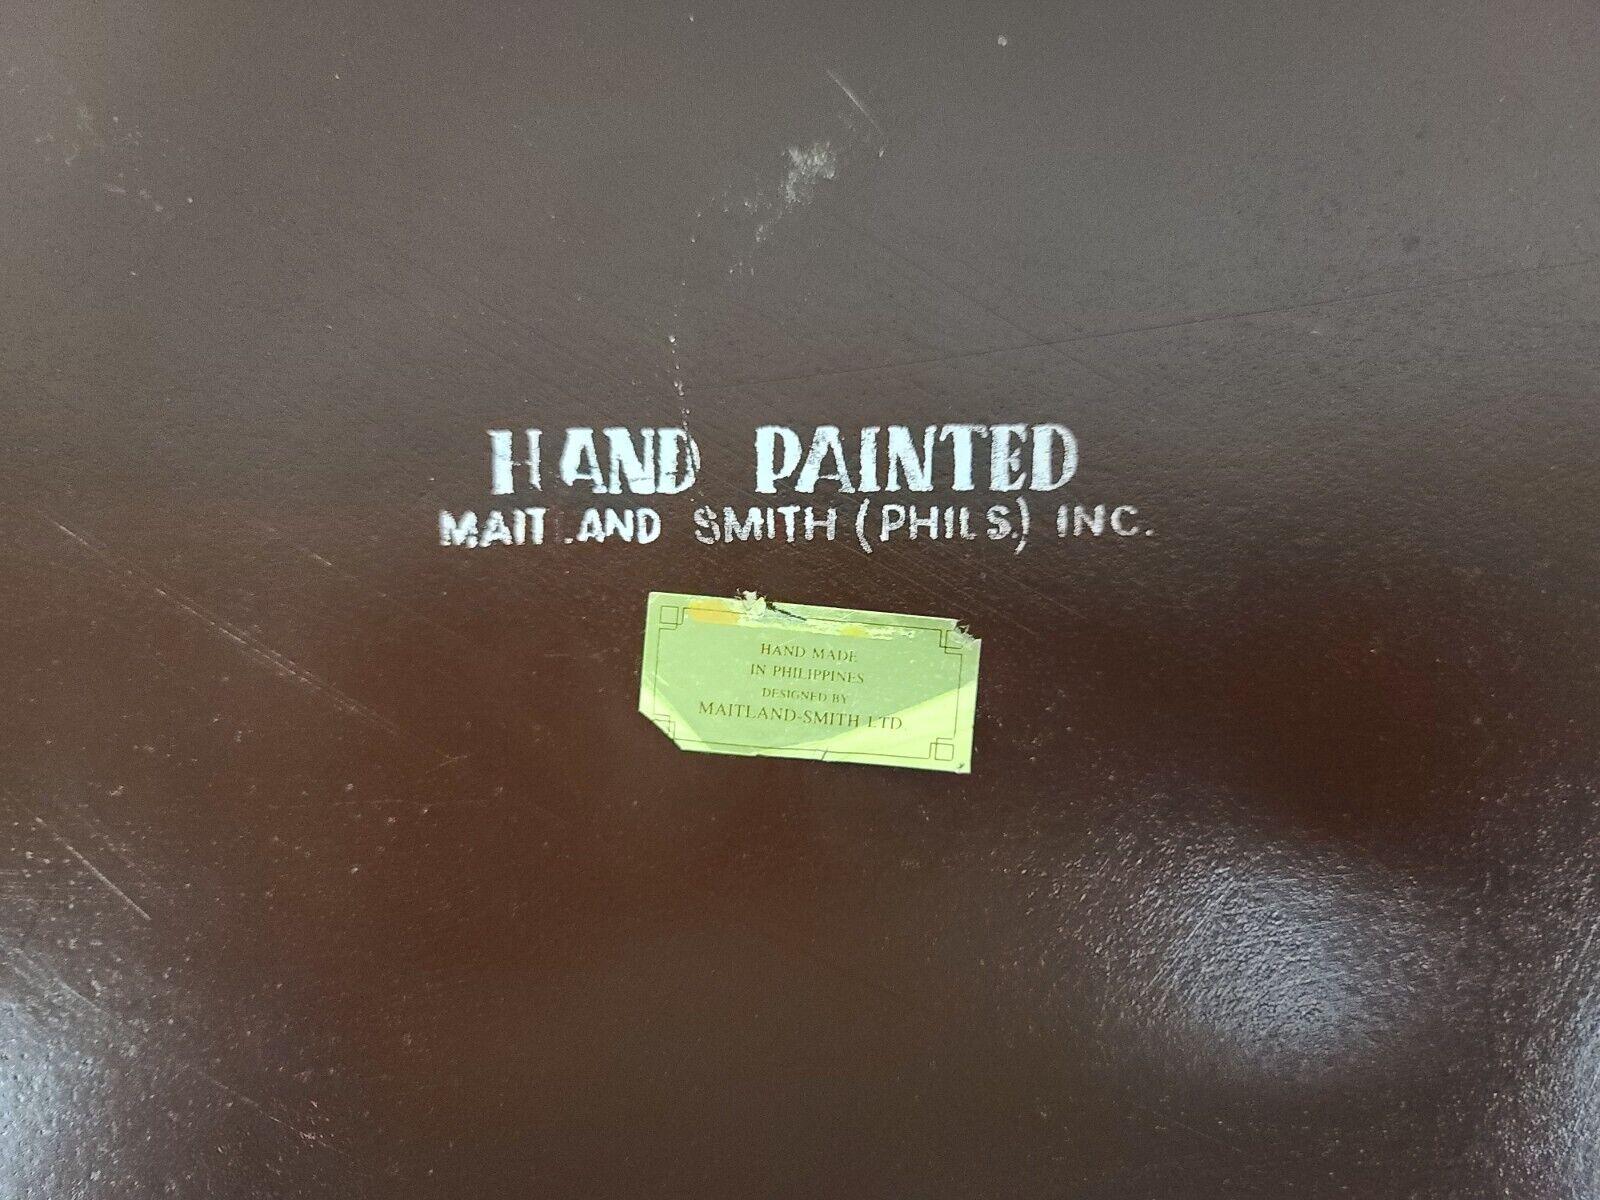 HAND PAINTED
MAITLAND SMITH (PHILS.) INC.
HAND MADE
IN PHILIPPINES
DESIGNED BY
MAITLAND-SMITH LTD.